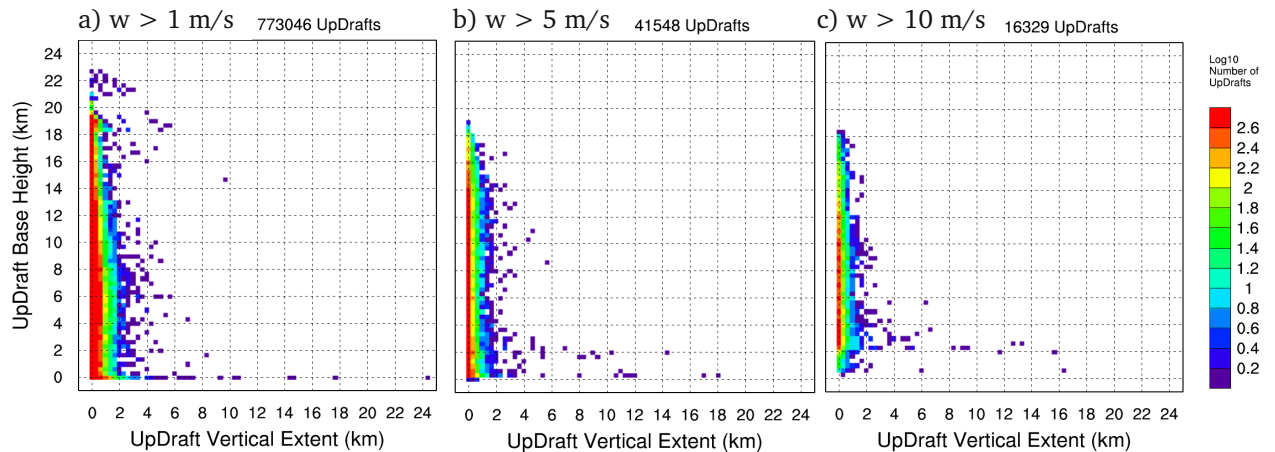 a) w > 1 m/s 773046 UpDrafts
b) w > 5 m/s 41548 UpDrafts
c) w > 10 m/s 16329 UpDrafts
UpDraft Base Height (km)
24
22
20
18
16
14
12
10
8
6
4
2
0
0 2 4 6 8 10 12 14 16 18 20 22 24
UpDraft Vertical Extent (km)
0 2 4 6 8 10 12 14 16 18 20 22 24
UpDraft Vertical Extent (km)
0 2 4 6 8 10 12 14 16 18 20 22 24
UpDraft Vertical Extent (km)
Log10
Number of
UpDrafts
2.6
2.4
2.2
2
1.8
1.6
1.4
1.2
1
0.8
0.6
0.4
0.2